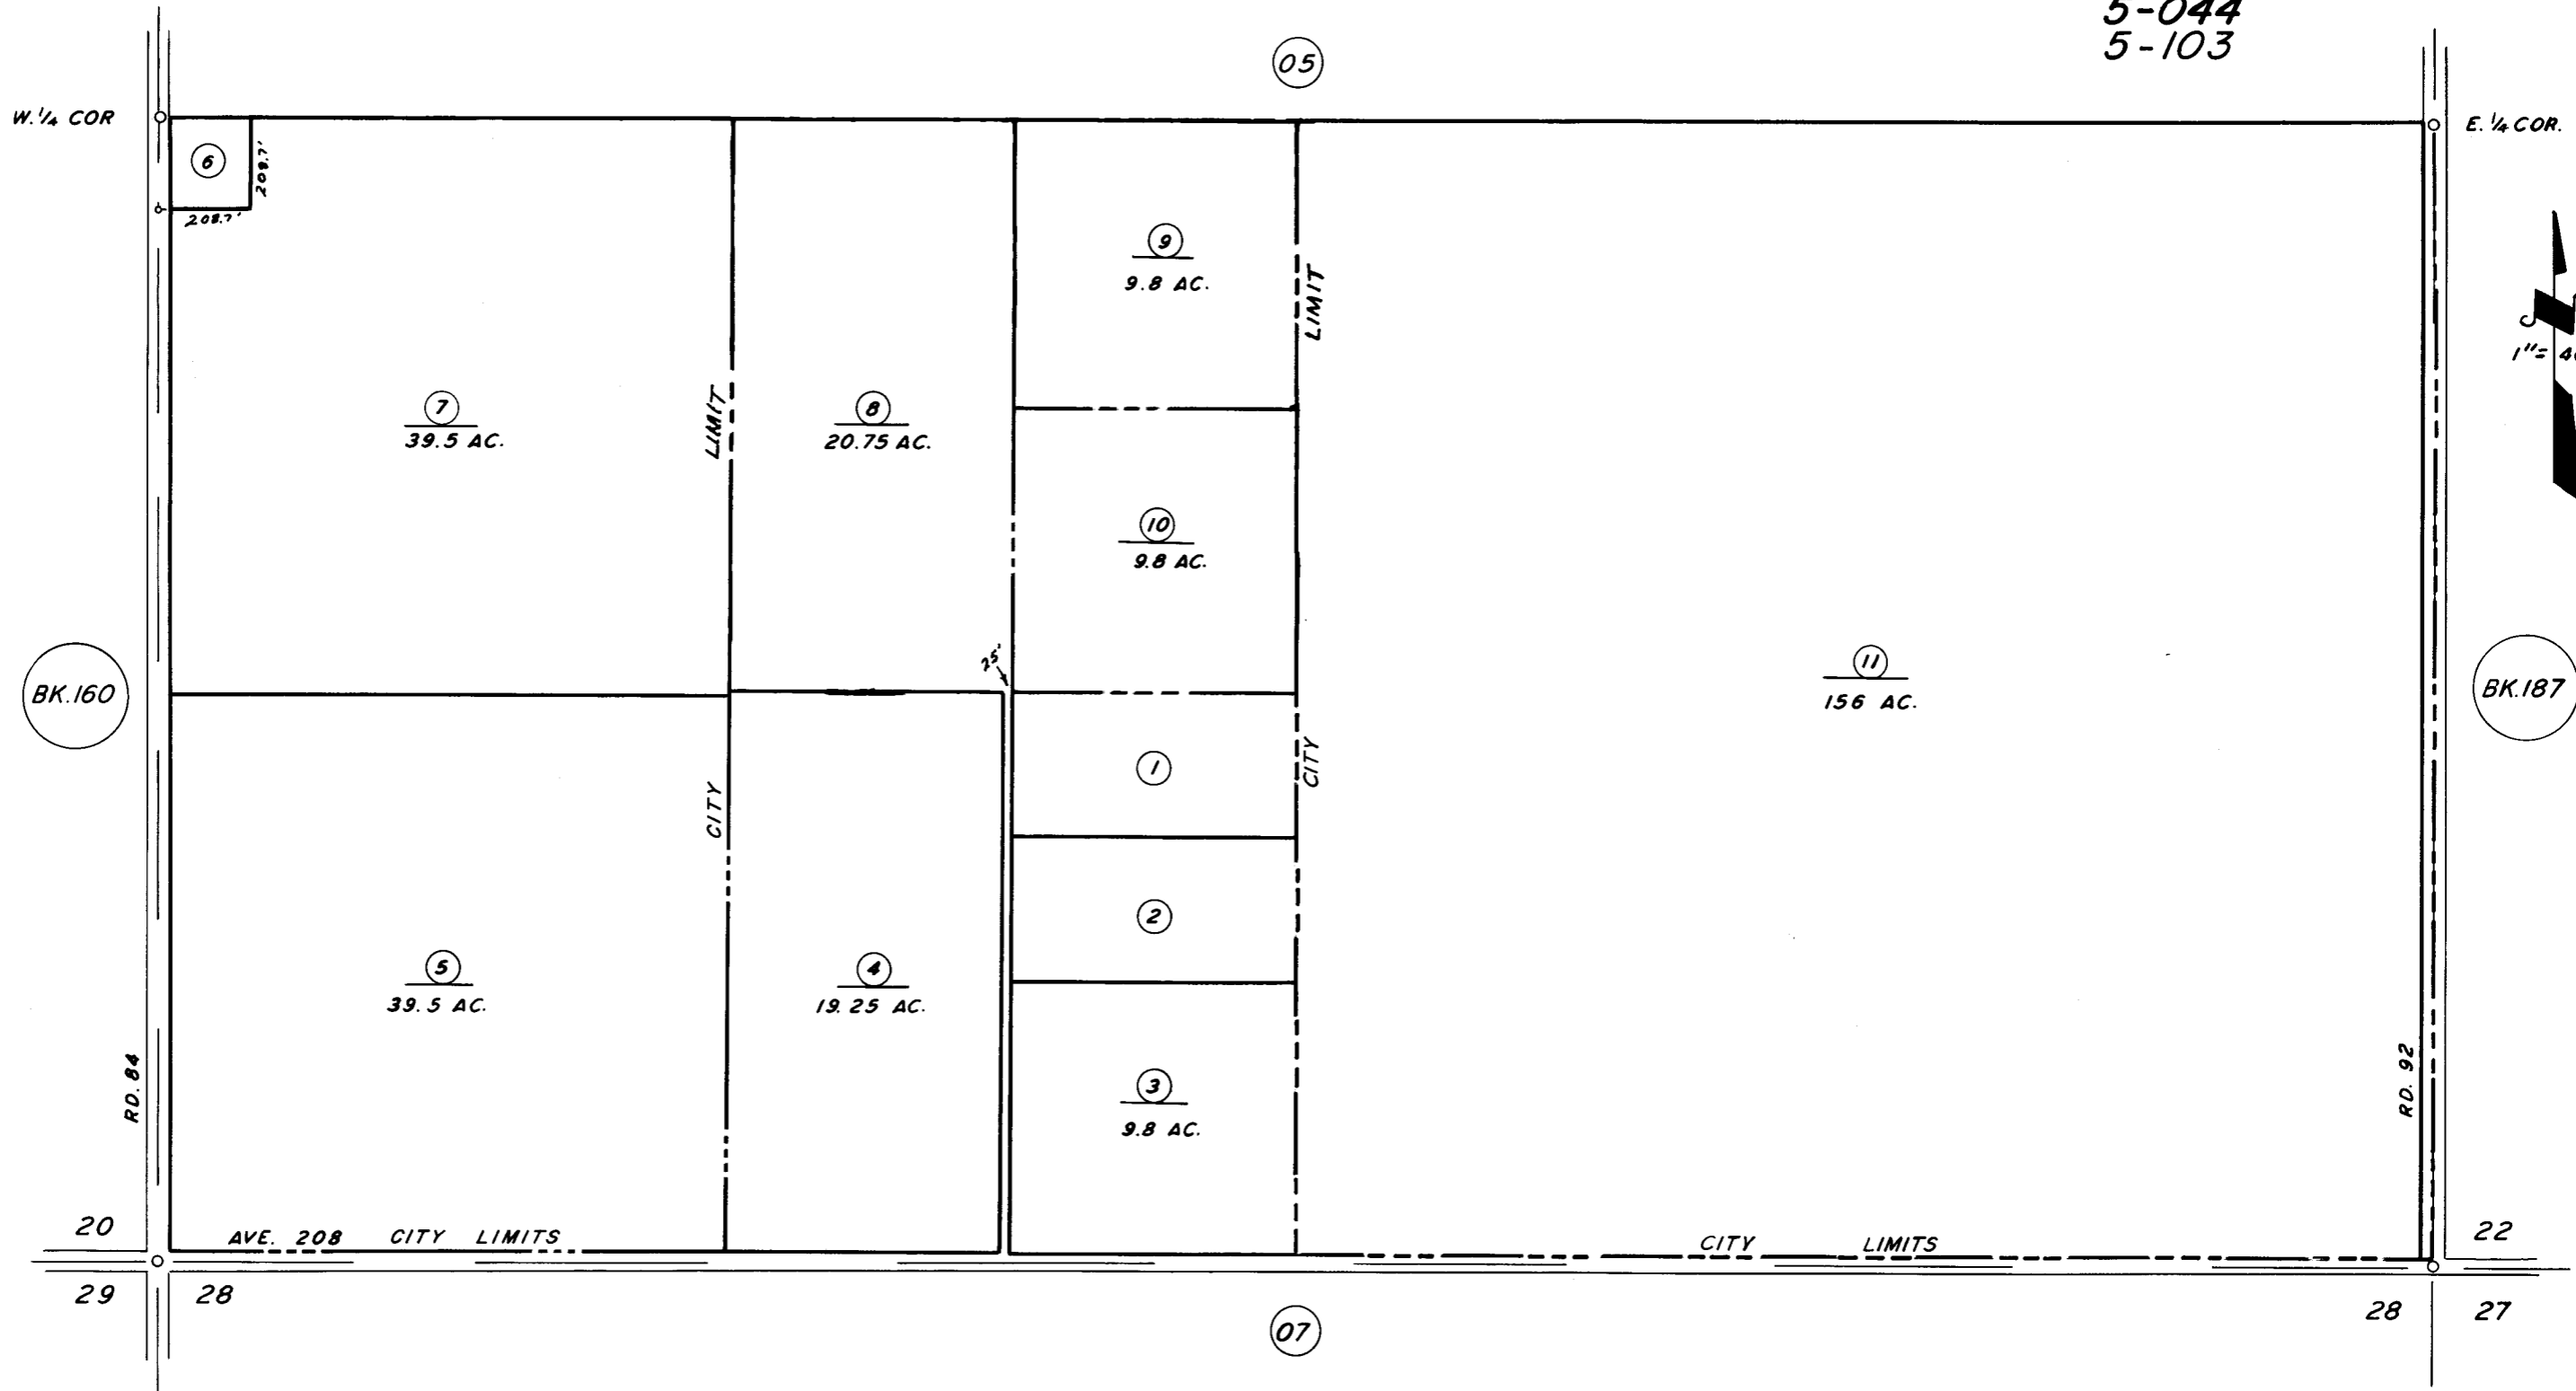 5-044
5-103
05
W. 1/4 COR
E. 1/4 COR.
6
208.7'
208.7'
9
9.8 AC.
LIMIT
1"=
7
39.5 AC.
LIMIT
8
20.75 AC.
10
9.8 AC.
25'
11
156 AC.
BK.160
BK.187
1
CITY
CITY
2
5
39.5 AC.
4
19.25 AC.
RD. 84
RD. 92
3
9.8 AC.
20
AVE. 208 CITY LIMITS
CITY LIMITS
22
29
28
07
28
27